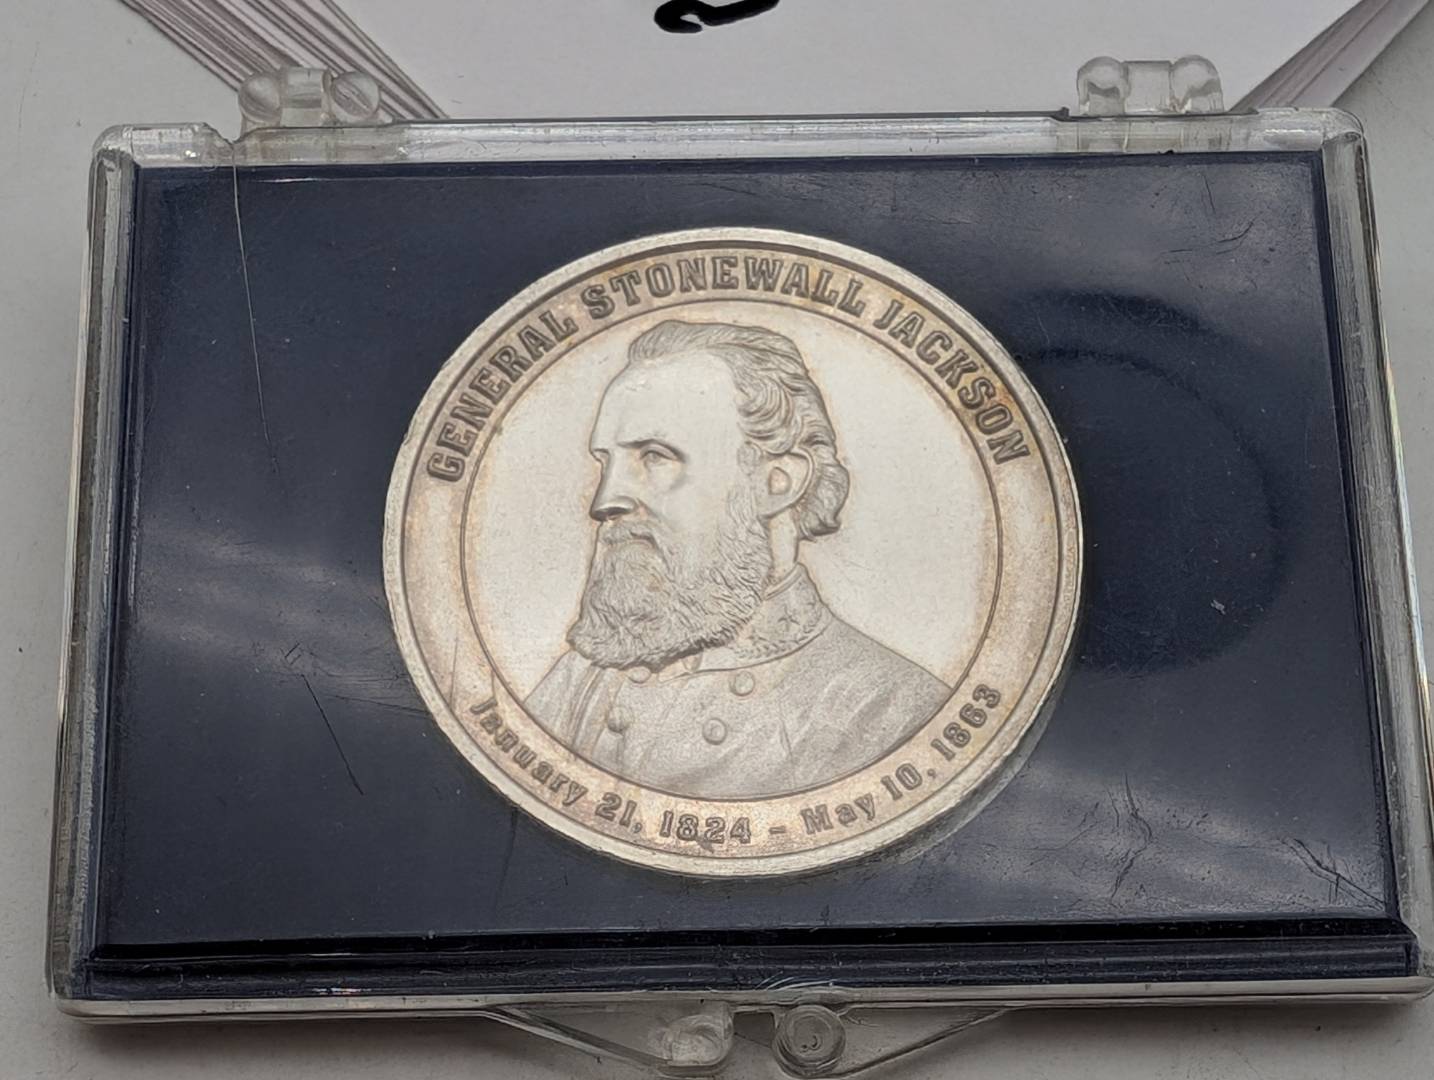 GENERAL STONEWALL JACKSON
January 21, 1824 - May 10, 1863